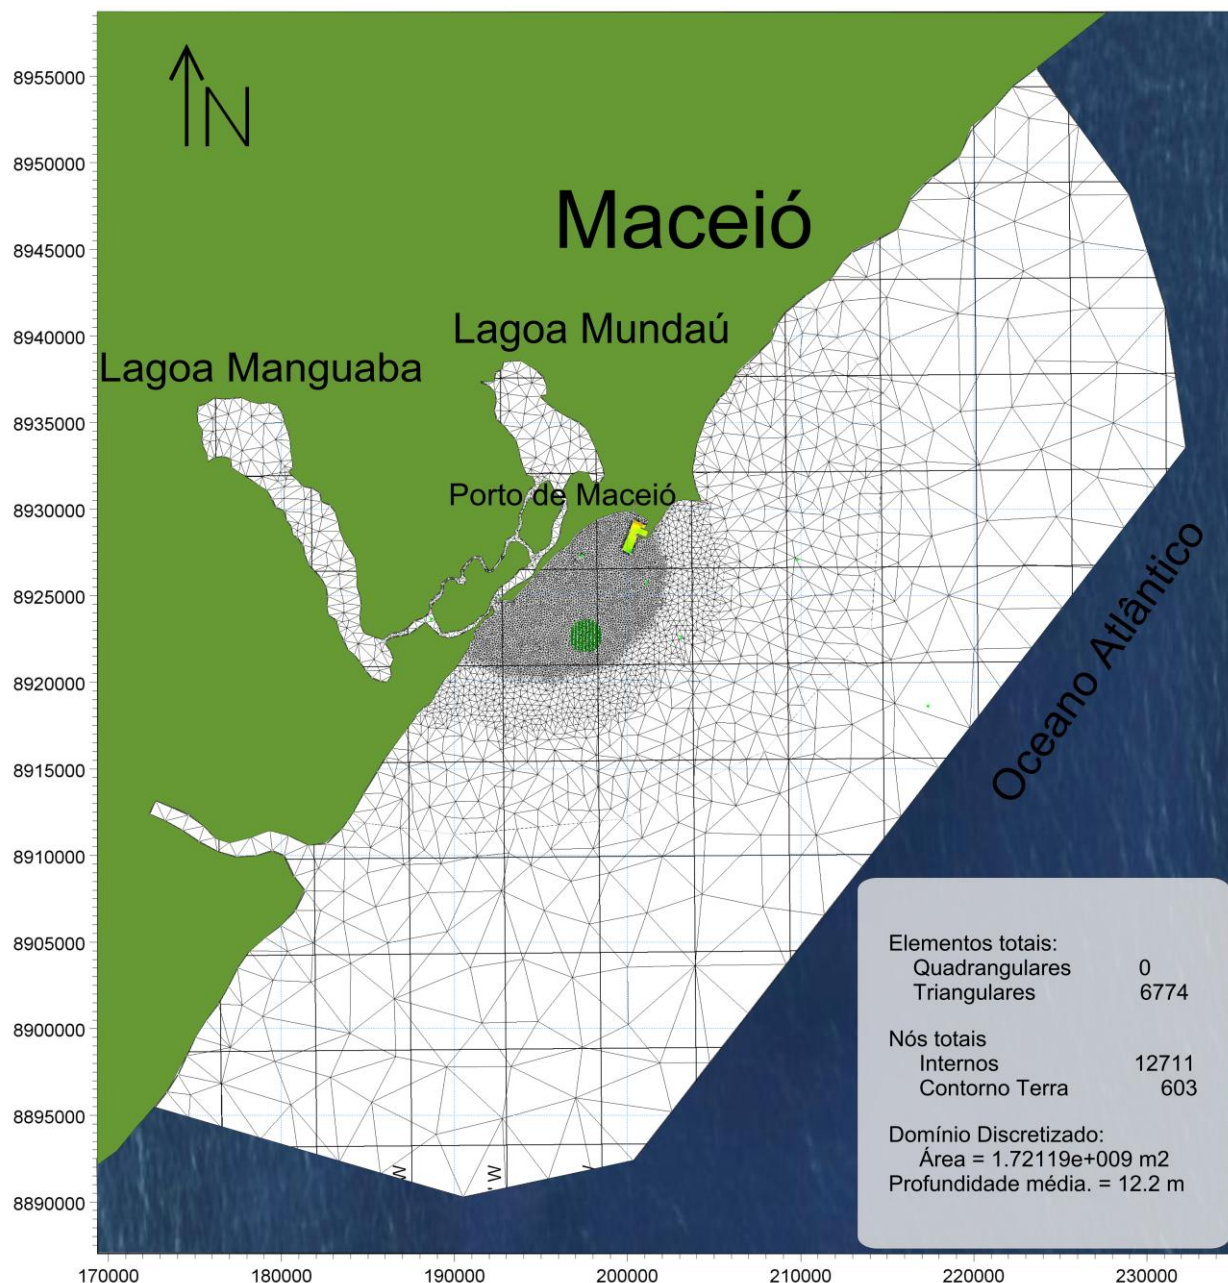 N
Maceió
Lagoa Mundaú
Lagoa Manguaba
Porto de Maceió
Oceano Atlântico
8955000
8950000
8945000
8940000
8935000
8930000
8925000
8920000
8915000
8910000
8905000
8900000
8895000
8890000
170000 180000 190000 200000 210000 220000 230000
Elementos totais:
Quadrangulares 0
Triangulares 6774
Nós totais
Internos 12711
Contorno Terra 603
Domínio Discretizado:
Área = 1.72119e+009 m2
Profundidade média. = 12.2 m